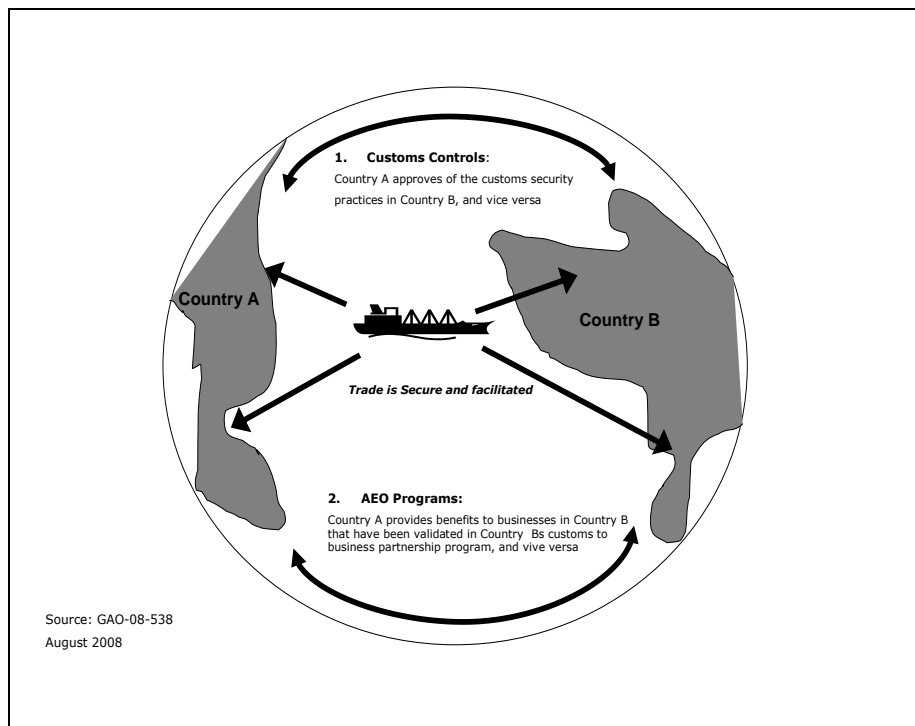 1. Customs Controls:
Country A approves of the customs security
practices in Country B, and vice versa
Country A
Country B
Trade is Secure and facilitated
2. AEO Programs:
Country A provides benefits to businesses in Country B
that have been validated in Country Bs customs to
business partnership program, and vive versa
Source: GAO-08-538
August 2008